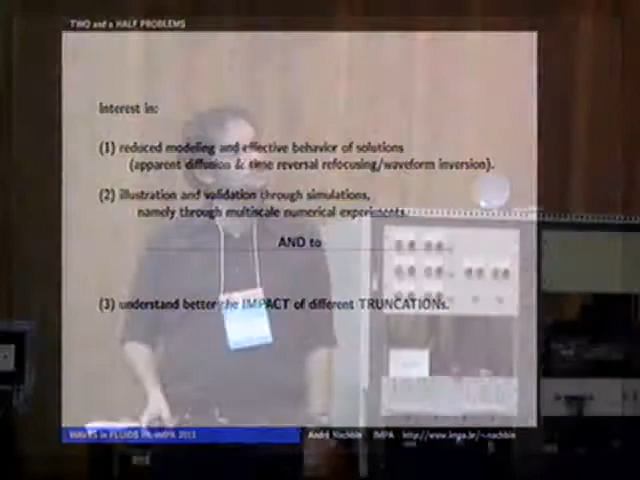 TWO and a HALF PROBLEMS
Interest in:
(1) reduced modeling and effective behavior of solutions
(apparent diffusion & time reversal refocusing/waveform inversion).
(2) illustration and validation through simulations,
namely through multiscale numerical experiments.
AND to
(3) understand better the IMPACT of different TRUNCATIONs.
WAVES in FLUIDS IMPA 2013 André Nachbin IMPA http://www.impa.br/~nachbin